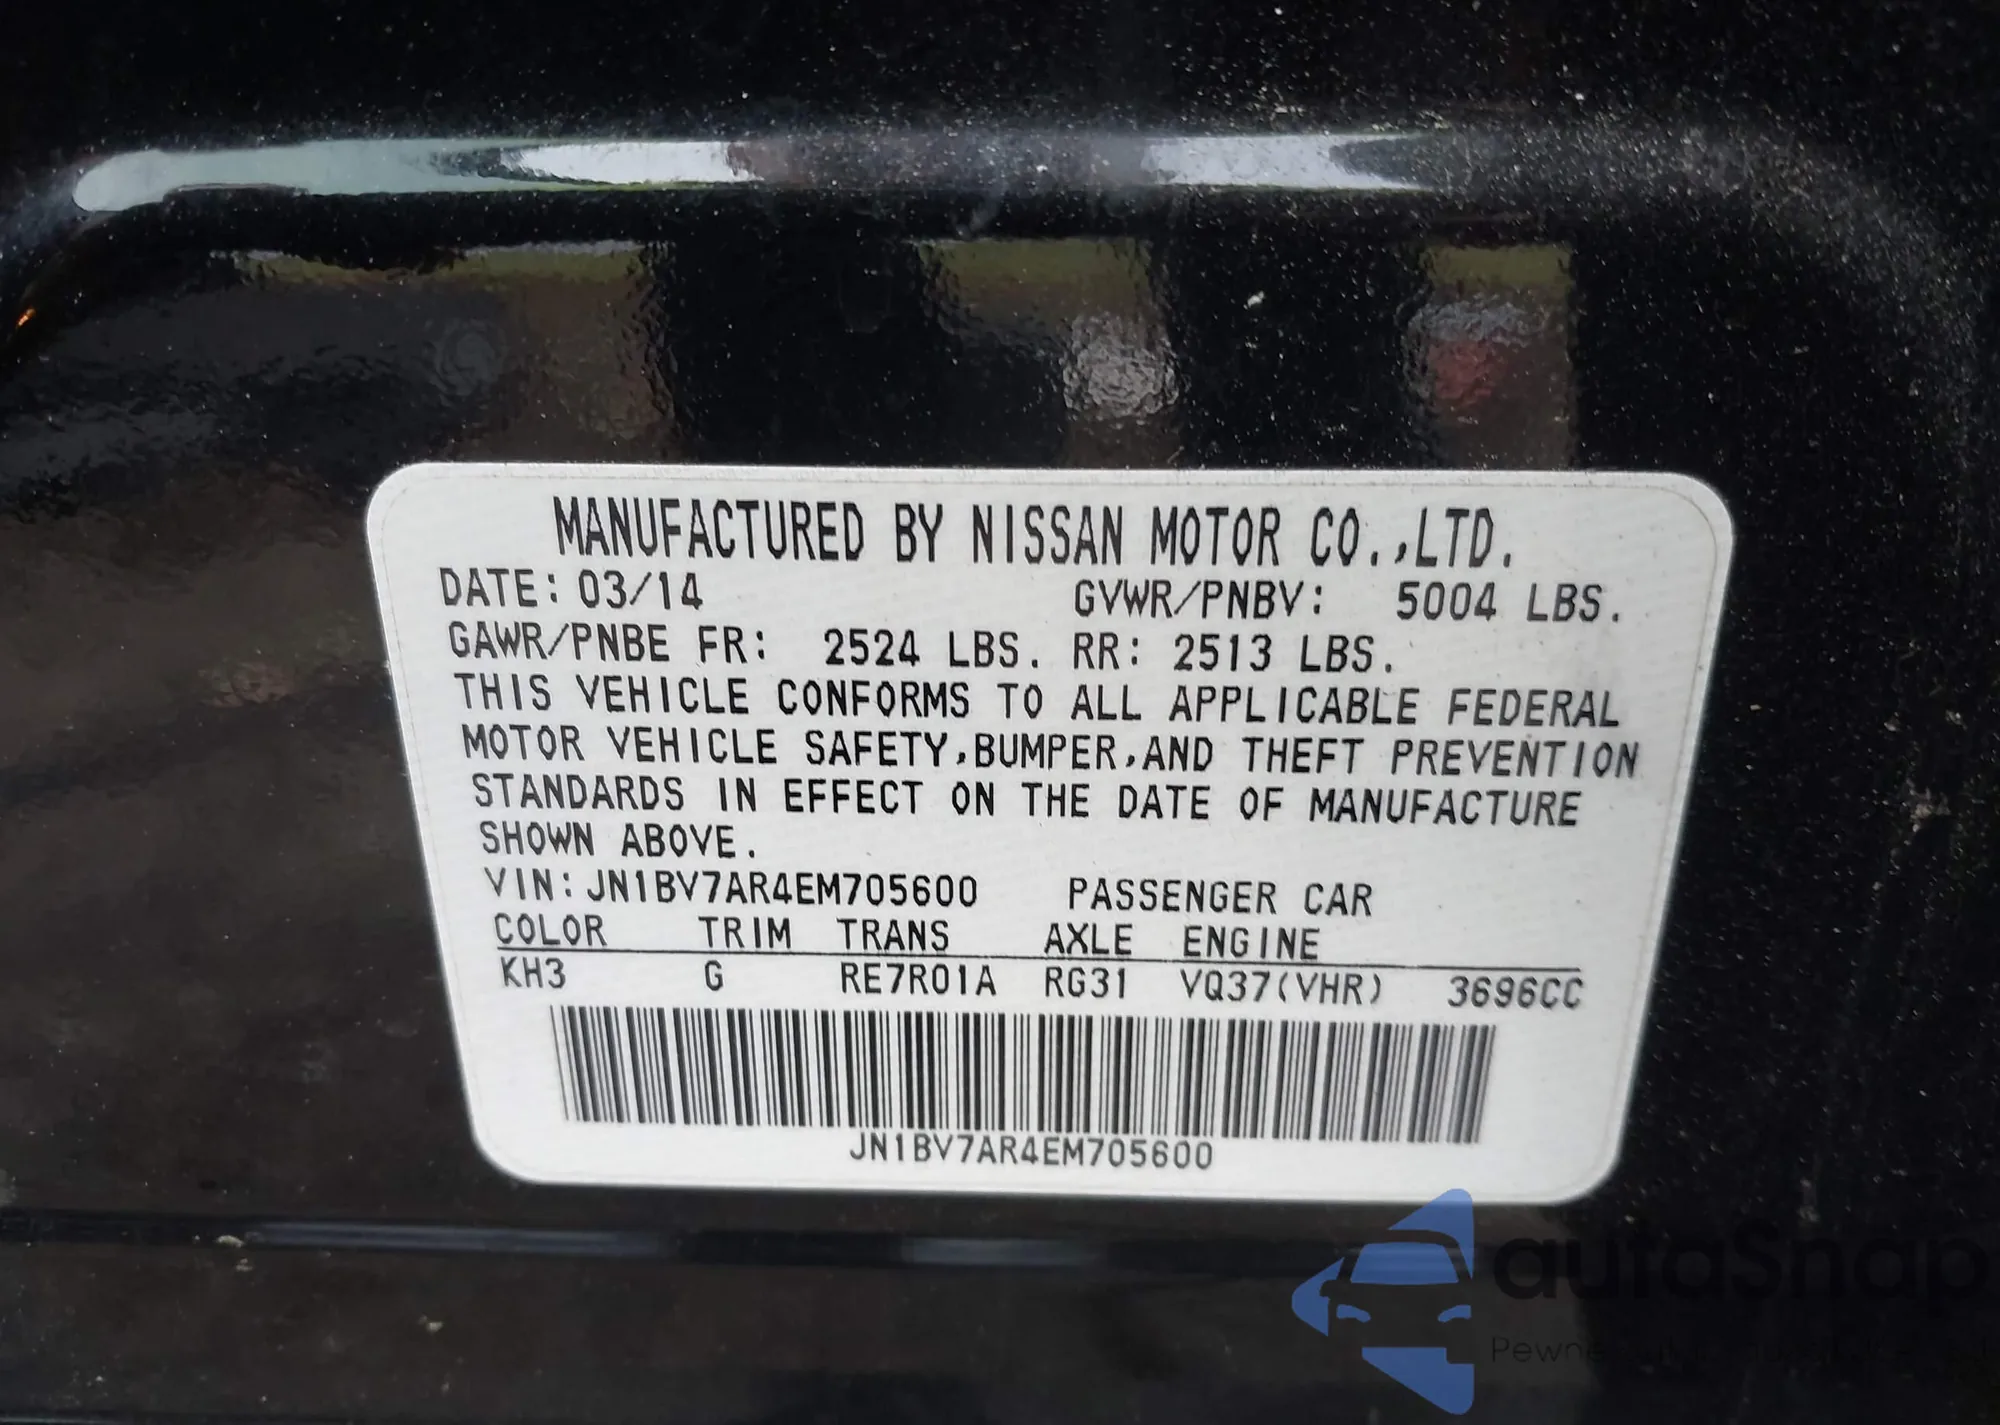 MANUFACTURED BY NISSAN MOTOR CO.,LTD.
DATE: 03/14 GVWR/PNBV: 5004 LBS.
GAWR/PNBE FR: 2524 LBS. RR: 2513 LBS.
THIS VEHICLE CONFORMS TO ALL APPLICABLE FEDERAL
MOTOR VEHICLE SAFETY,BUMPER,AND THEFT PREVENTION
STANDARDS IN EFFECT ON THE DATE OF MANUFACTURE
SHOWN ABOVE.
VIN: JN1BV7AR4EM705600 PASSENGER CAR
COLOR TRIM TRANS AXLE ENGINE
KH3 G RE7R01A RG31 VQ37(VHR) 3696CC
JN1BV7AR4EM705600
autoSnap